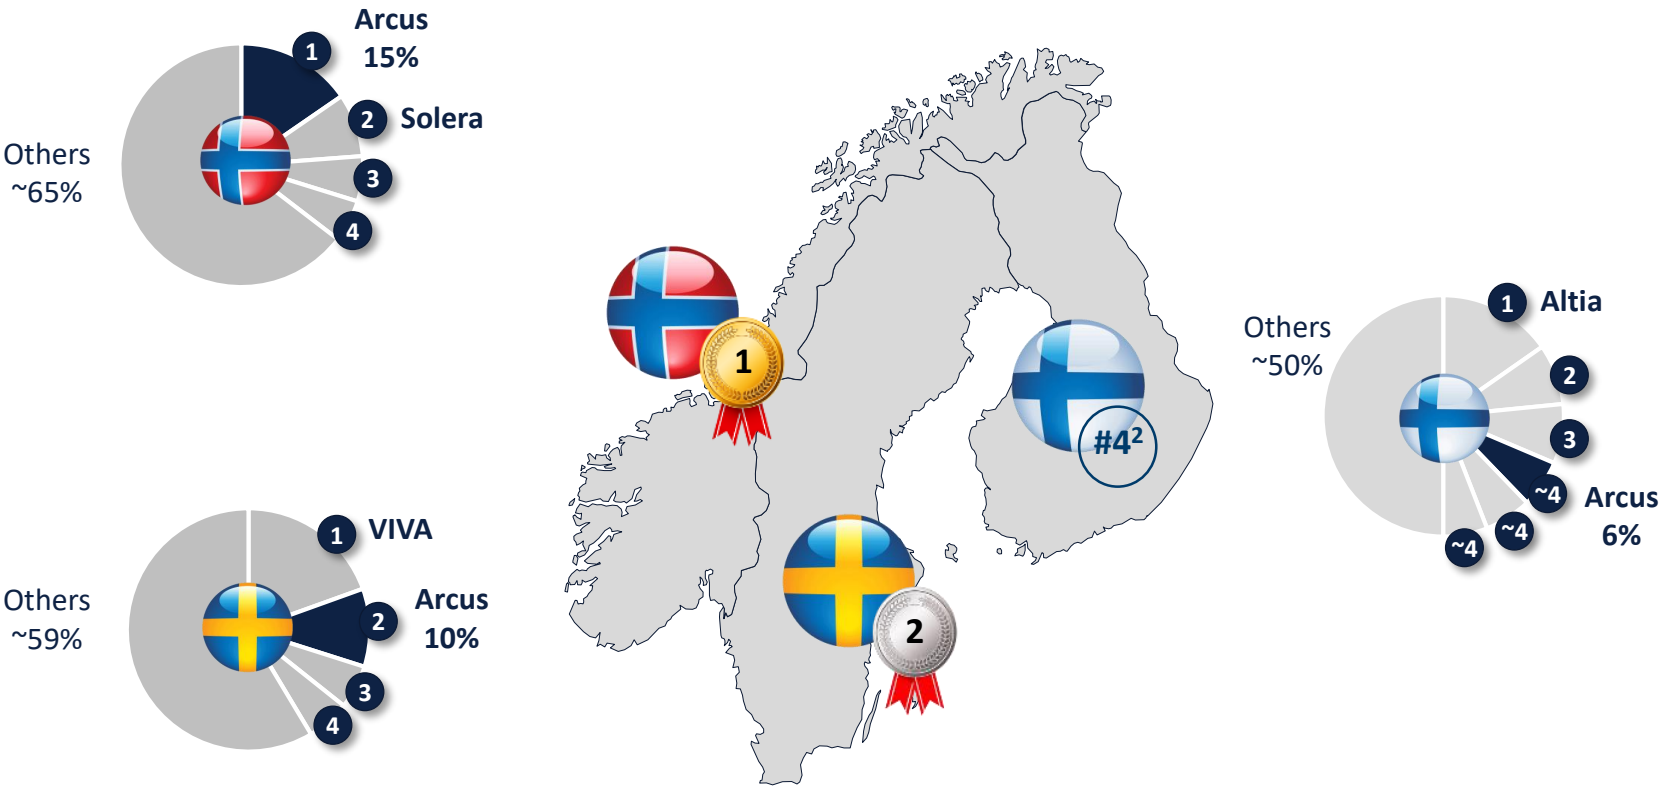 Arcus
15%
1
2
Solera
3
4
Others
~65%
1
#4²
2
1
VIVA
2
Arcus
10%
3
4
Others
~59%
1
Altia
2
3
~4
Arcus
6%
~4
~4
Others
~50%